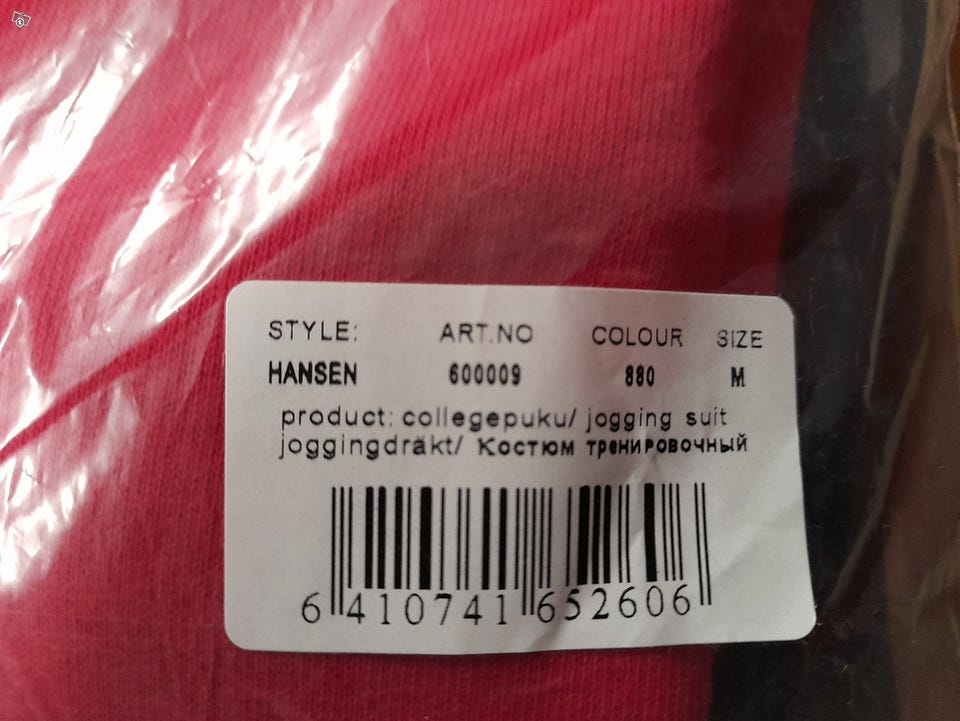 STYLE: ART.NO COLOUR SIZE
HANSEN 600009 880 M
product: collegepuku/ jogging suit
joggingdräkt/ Костюм тренировочный
6 410741 652606